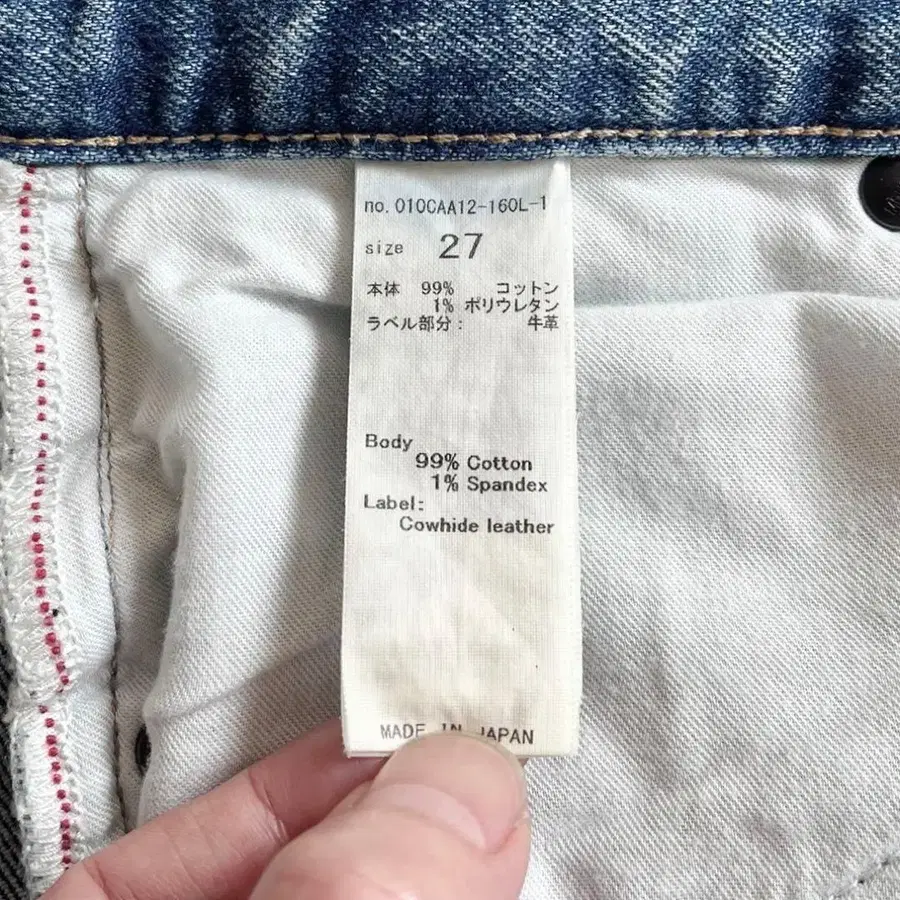 no. 010CAA12-160L-1
size 27
本体 99% コットン
1% ポリウレタン
ラベル部分： 牛革
Body
99% Cotton
1% Spandex
Label:
Cowhide leather
MADE IN JAPAN